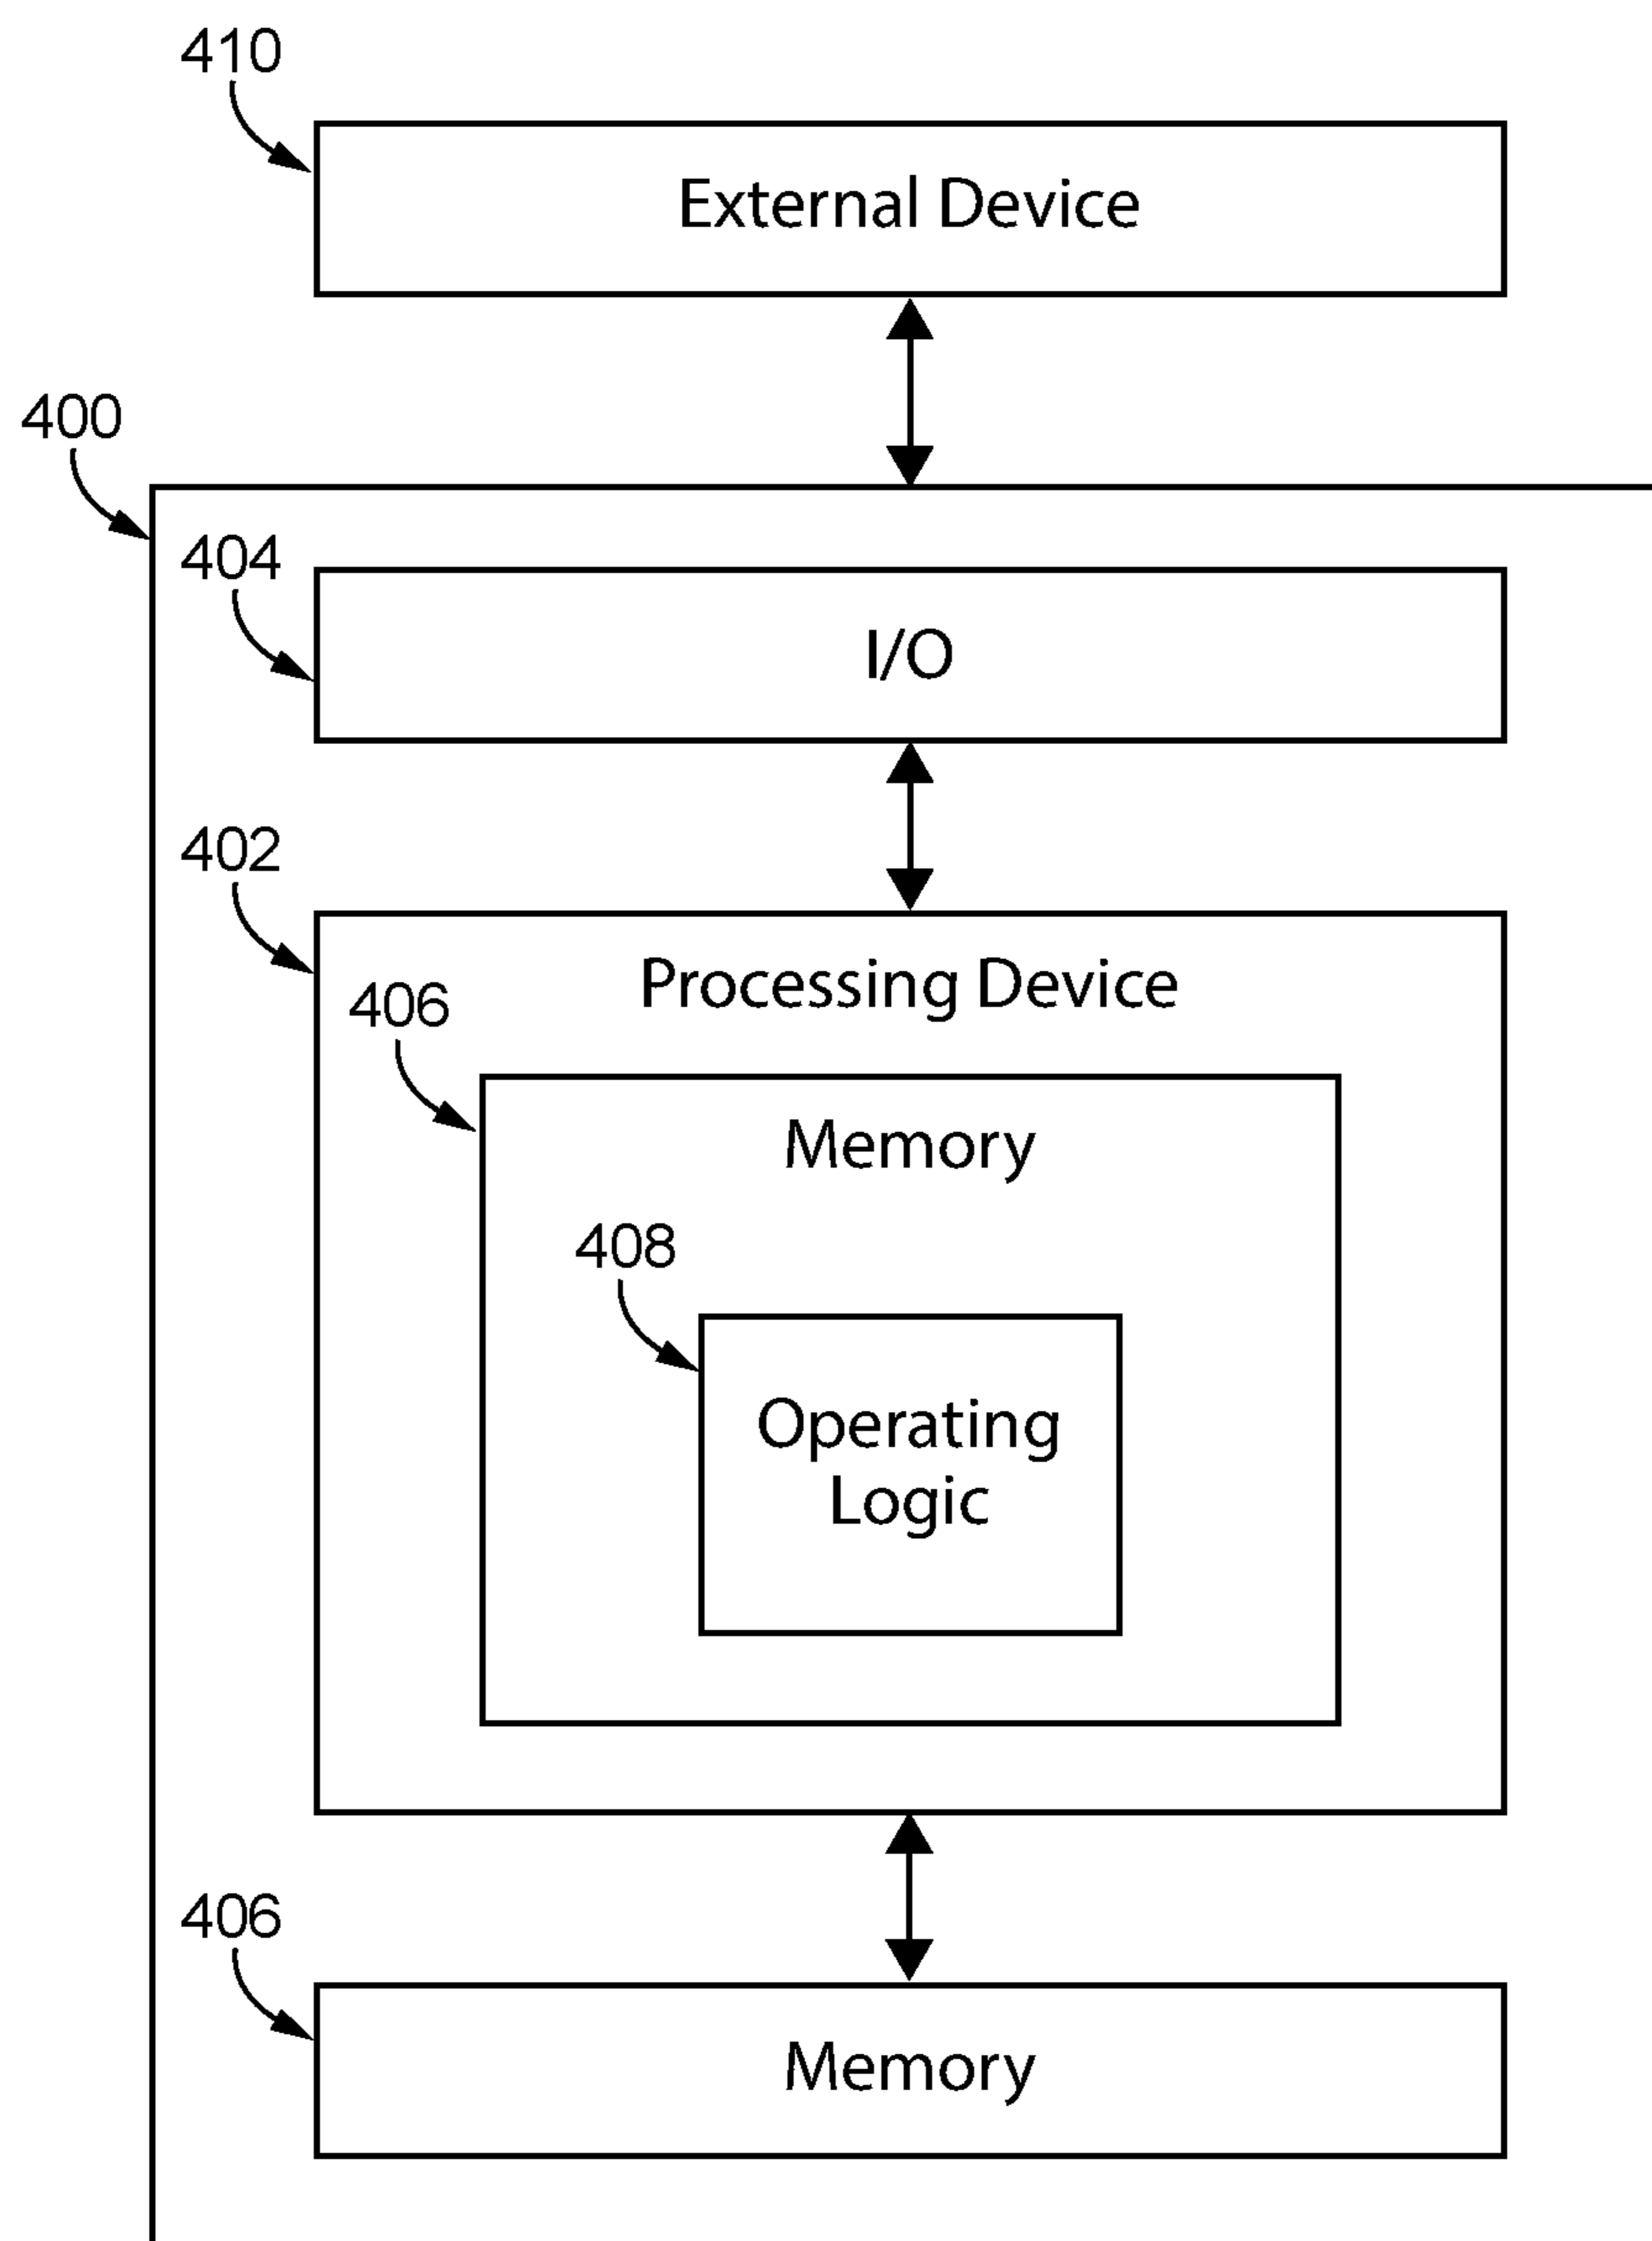 410
External Device
400
404
I/O
402
Processing Device
406
Memory
408
Operating
Logic
406
Memory